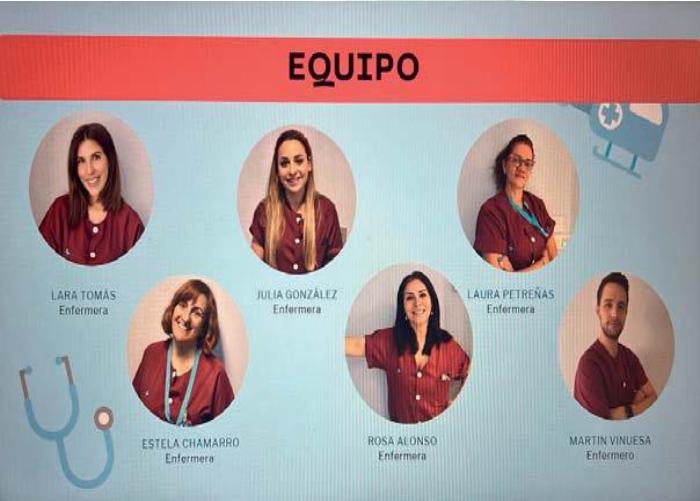 EQUIPO
LARA TOMÁS
Enfermera
JULIA GONZÁLEZ
Enfermera
LAURA PETREÑAS
Enfermera
ESTELA CHAMARRO
Enfermera
ROSA ALONSO
Enfermera
MARTIN VINUESA
Enfermero